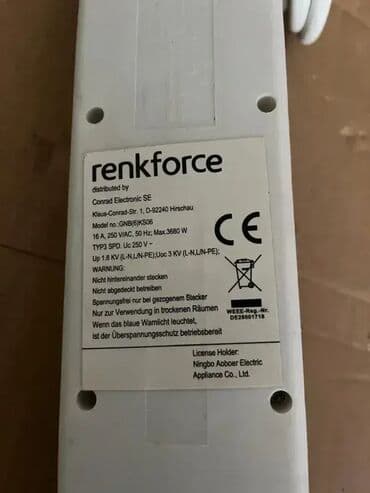 renkforce
distributed by
Conrad Electronic SE
Klaus-Conrad-Str. 1, D-92240 Hirschau
Model no.:GNB(6)KS06
16 A, 250 V/AC, 50 Hz; Max.3680 W
TYP3 SPD. Uc 250 V~
Up 1.8 KV (L-N,L/N-PE);Uoc 3 KV (L-N,L/N-PE);
WARNUNG:
Nicht hintereinander stecken
Nicht abgedeckt betreiben
Spannungsfrei nur bei gezogenem Stecker
Nur zur Verwendung in trockenen Räumen
Wenn das blaue Warnlicht leuchtet,
ist der Überspannungsschutz betriebsbereit
CE
WEEE-Reg.-Nr.
DE28001718
License Holder:
Ningbo Aoboer Electric
Appliance Co., Ltd.